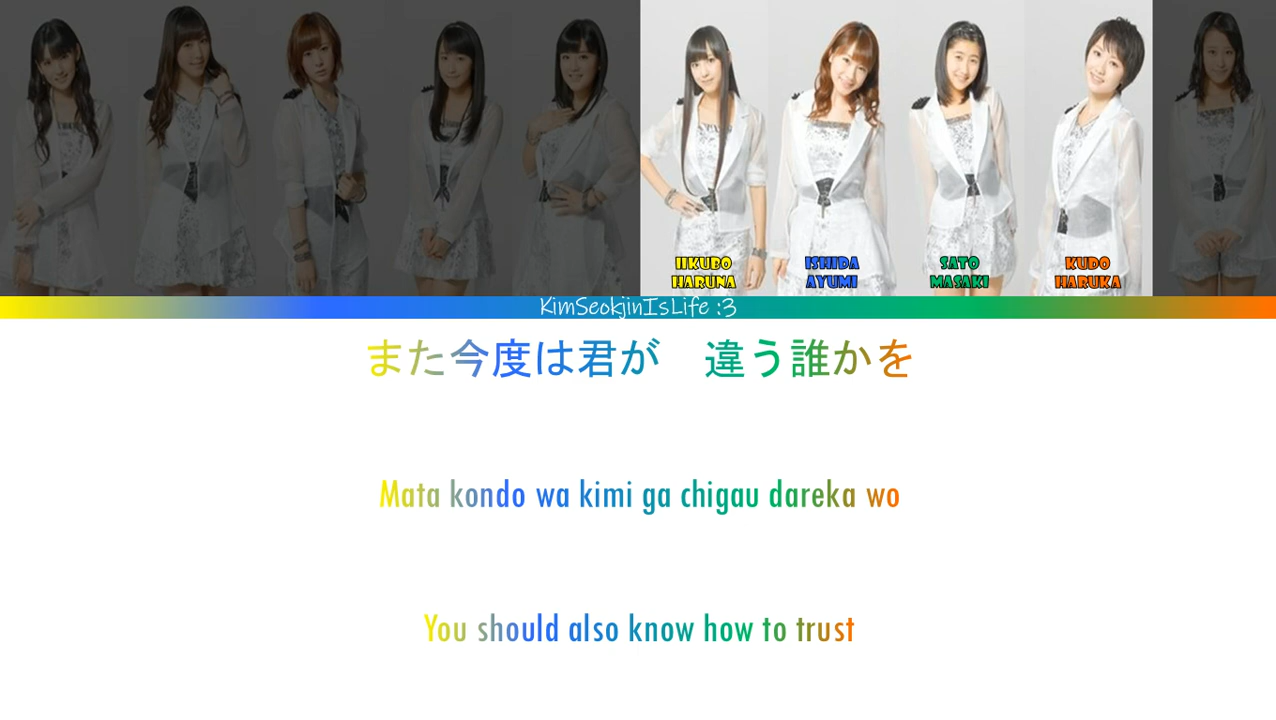 IIKUBO
HARUNA
ISHIDA
AYUMI
SATO
MASAKI
KUDO
HARUKA
KimSeokjinIsLife :3
また今度は君が 違う誰かを
Mata kondo wa kimi ga chigau dareka wo
You should also know how to trust